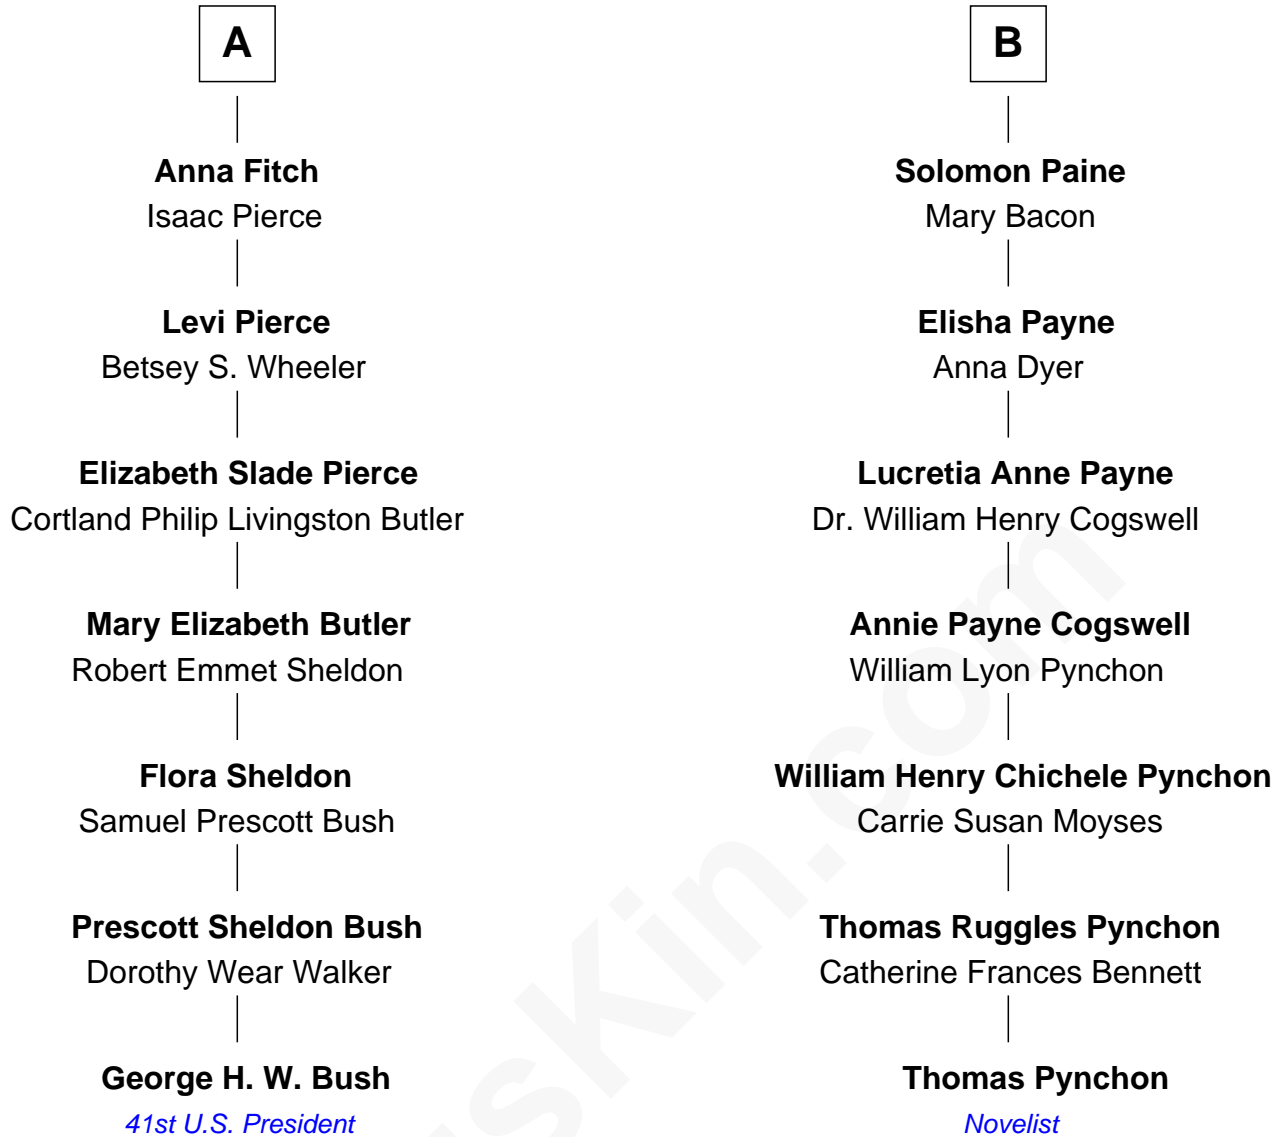 A
B
Anna Fitch
Isaac Pierce
Solomon Paine
Mary Bacon
Levi Pierce
Betsey S. Wheeler
Elisha Payne
Anna Dyer
Elizabeth Slade Pierce
Cortland Philip Livingston Butler
Lucretia Anne Payne
Dr. William Henry Cogswell
Mary Elizabeth Butler
Robert Emmet Sheldon
Annie Payne Cogswell
William Lyon Pynchon
Flora Sheldon
Samuel Prescott Bush
William Henry Chichele Pynchon
Carrie Susan Moyses
Prescott Sheldon Bush
Dorothy Wear Walker
Thomas Ruggles Pynchon
Catherine Frances Bennett
George H. W. Bush
41st U.S. President
Thomas Pynchon
Novelist